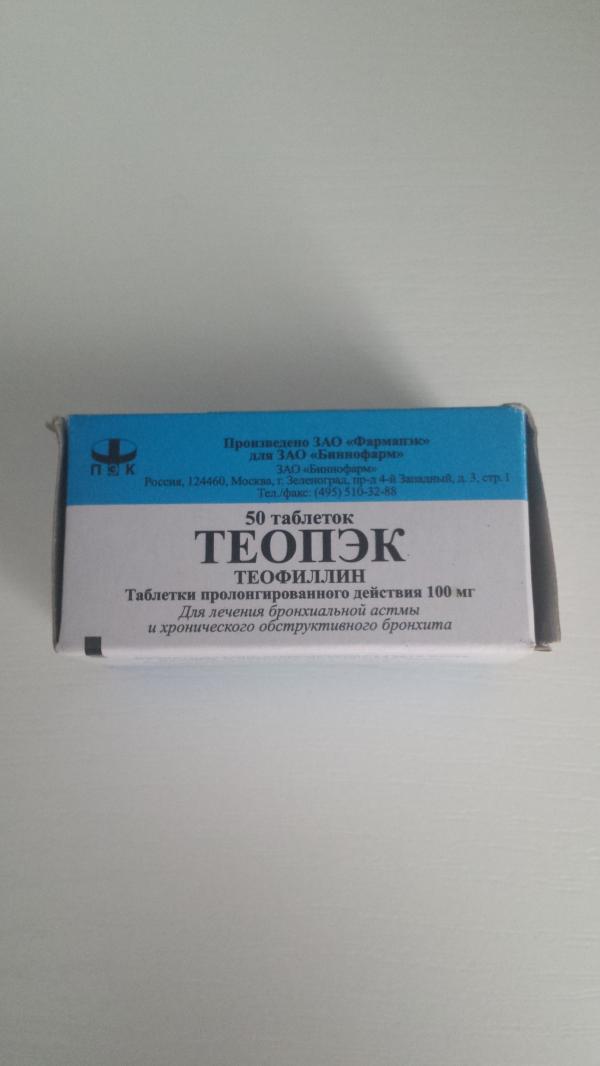 ПЭК
Произведено ЗАО «Фармапэк»
для ЗАО «Биннофарм»
ЗАО «Биннофарм»
Россия, 124460, Москва, г. Зеленоград, пр-д 4-й Западный, д. 3, стр. 1
Тел./факс: (495) 510-32-88
50 таблеток
ТЕОПЭК
ТЕОФИЛЛИН
Таблетки пролонгированного действия 100 мг
Для лечения бронхиальной астмы
и хронического обструктивного бронхита